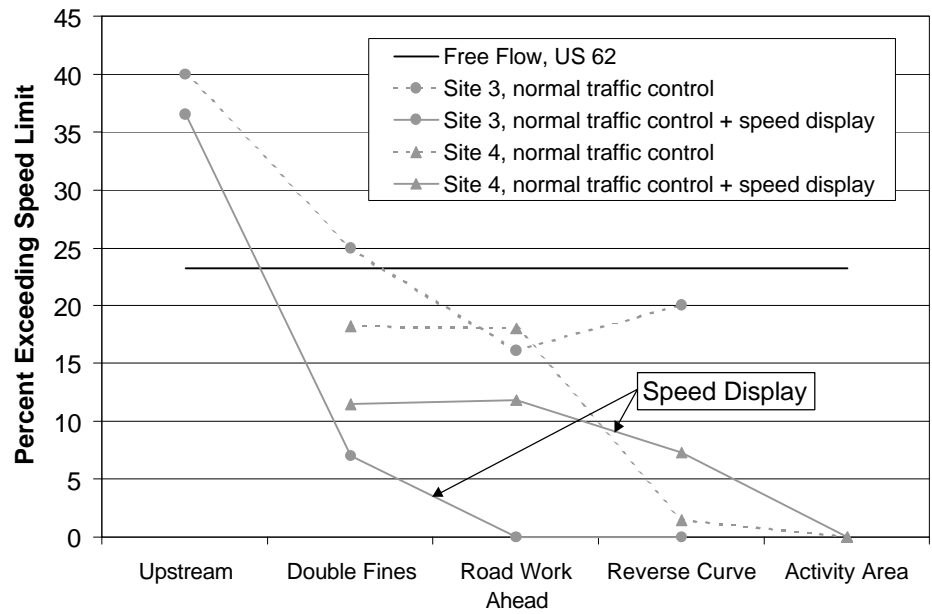 Percent Exceeding Speed Limit
45
40
35
30
25
20
15
10
5
0
Free Flow, US 62
Site 3, normal traffic control
Site 3, normal traffic control + speed display
Site 4, normal traffic control
Site 4, normal traffic control + speed display
Speed Display
Upstream
Double Fines
Road Work
Ahead
Reverse Curve
Activity Area